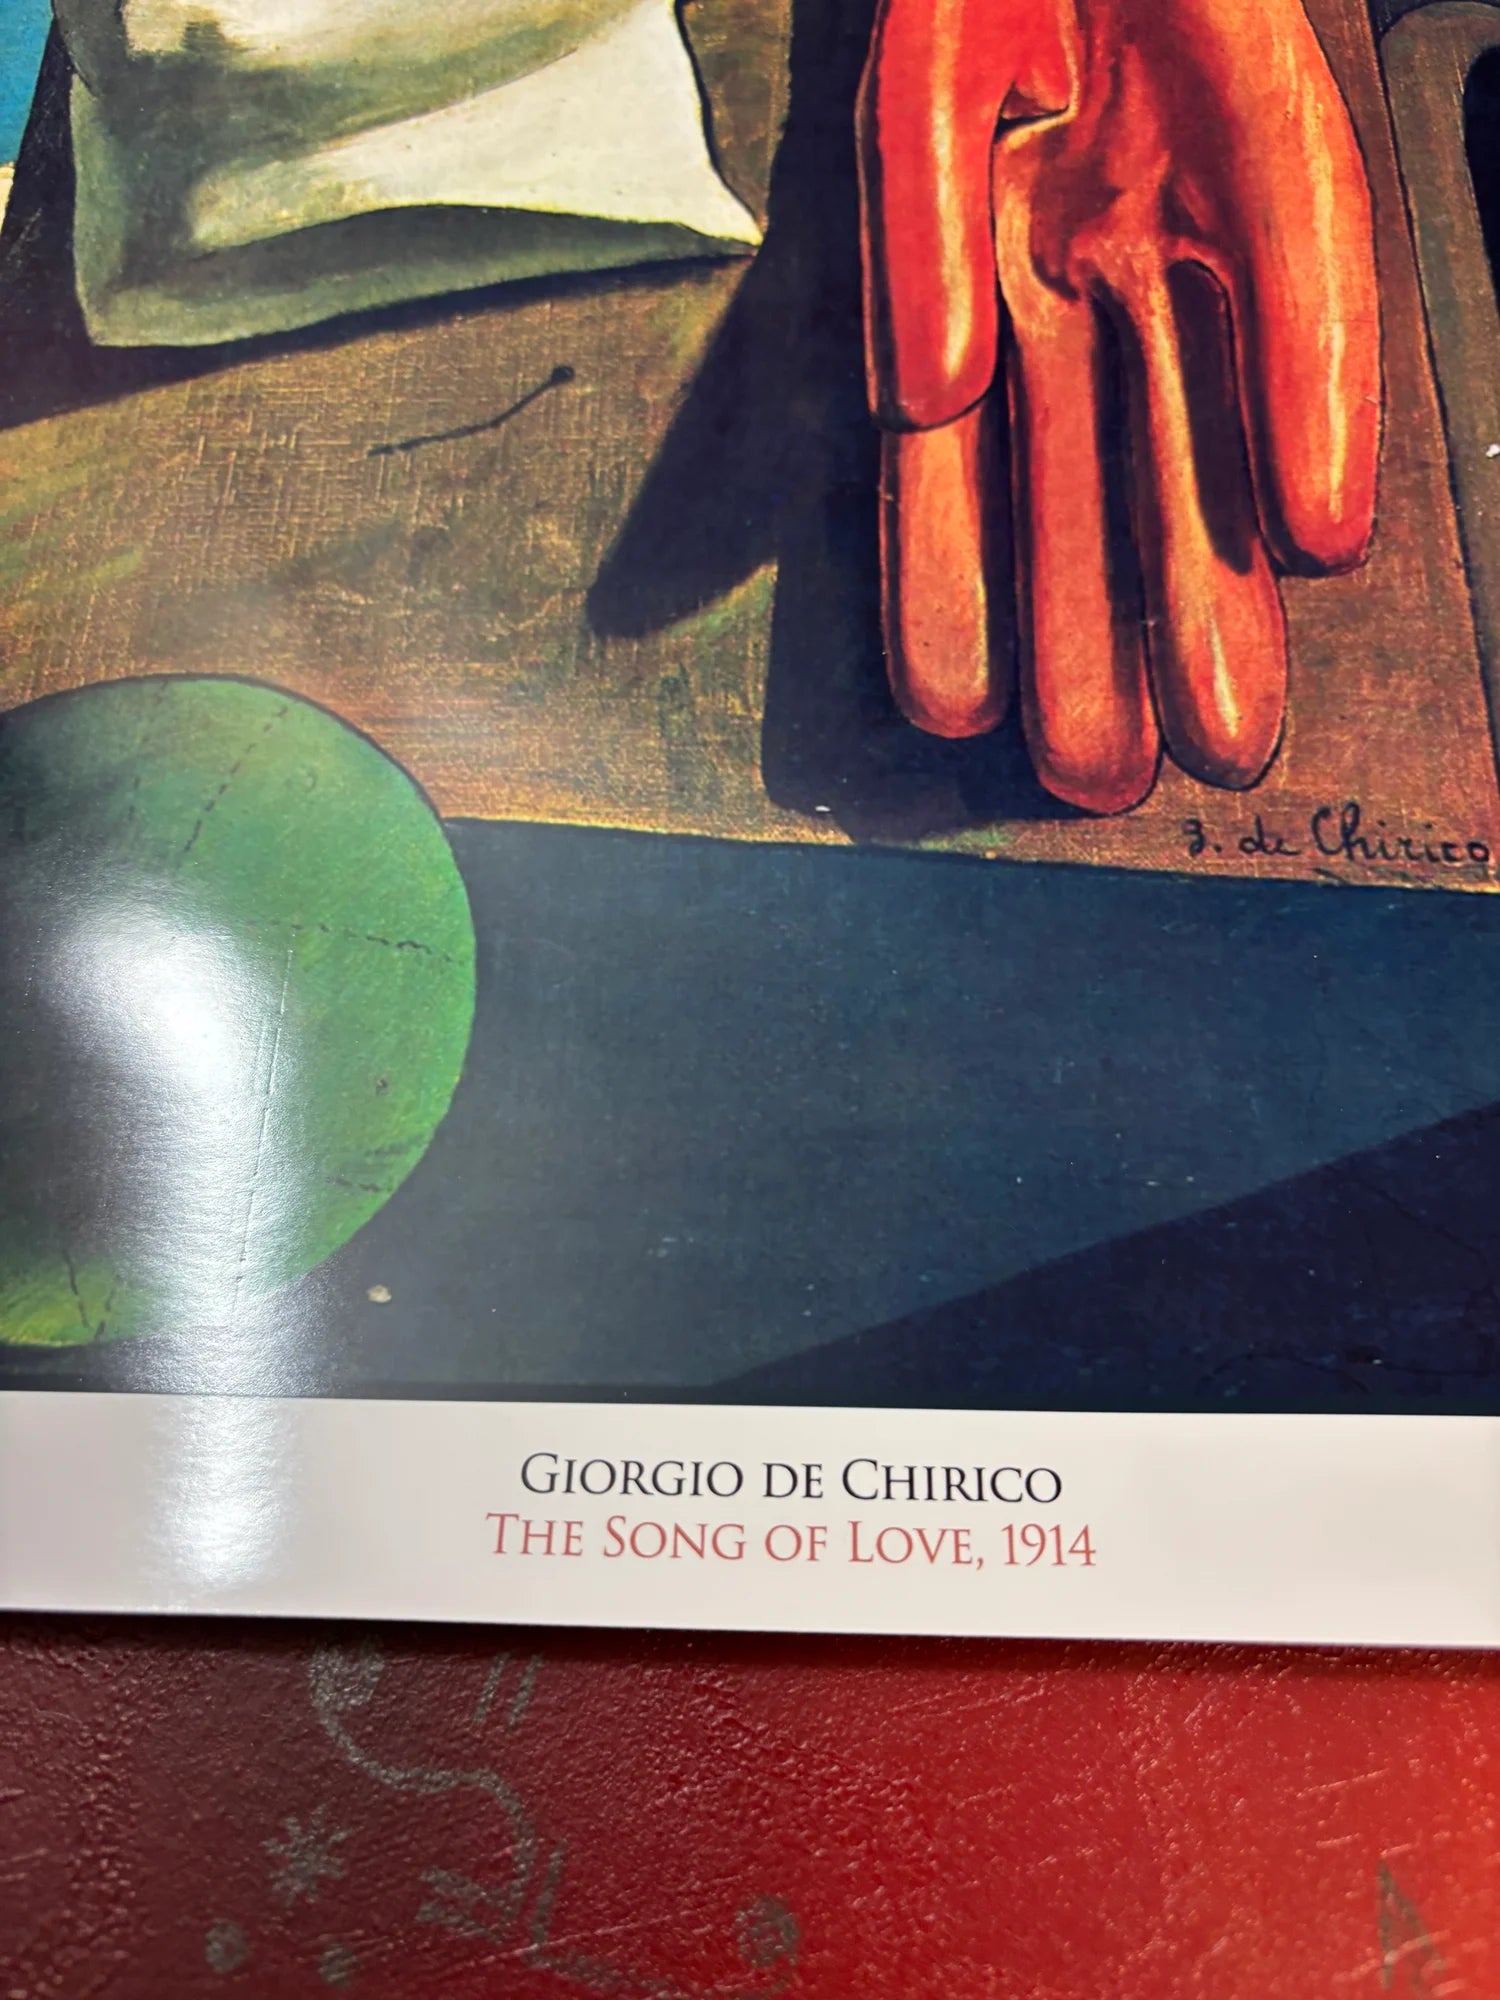 G. de Chirico
GIORGIO DE CHIRICO
THE SONG OF LOVE, 1914